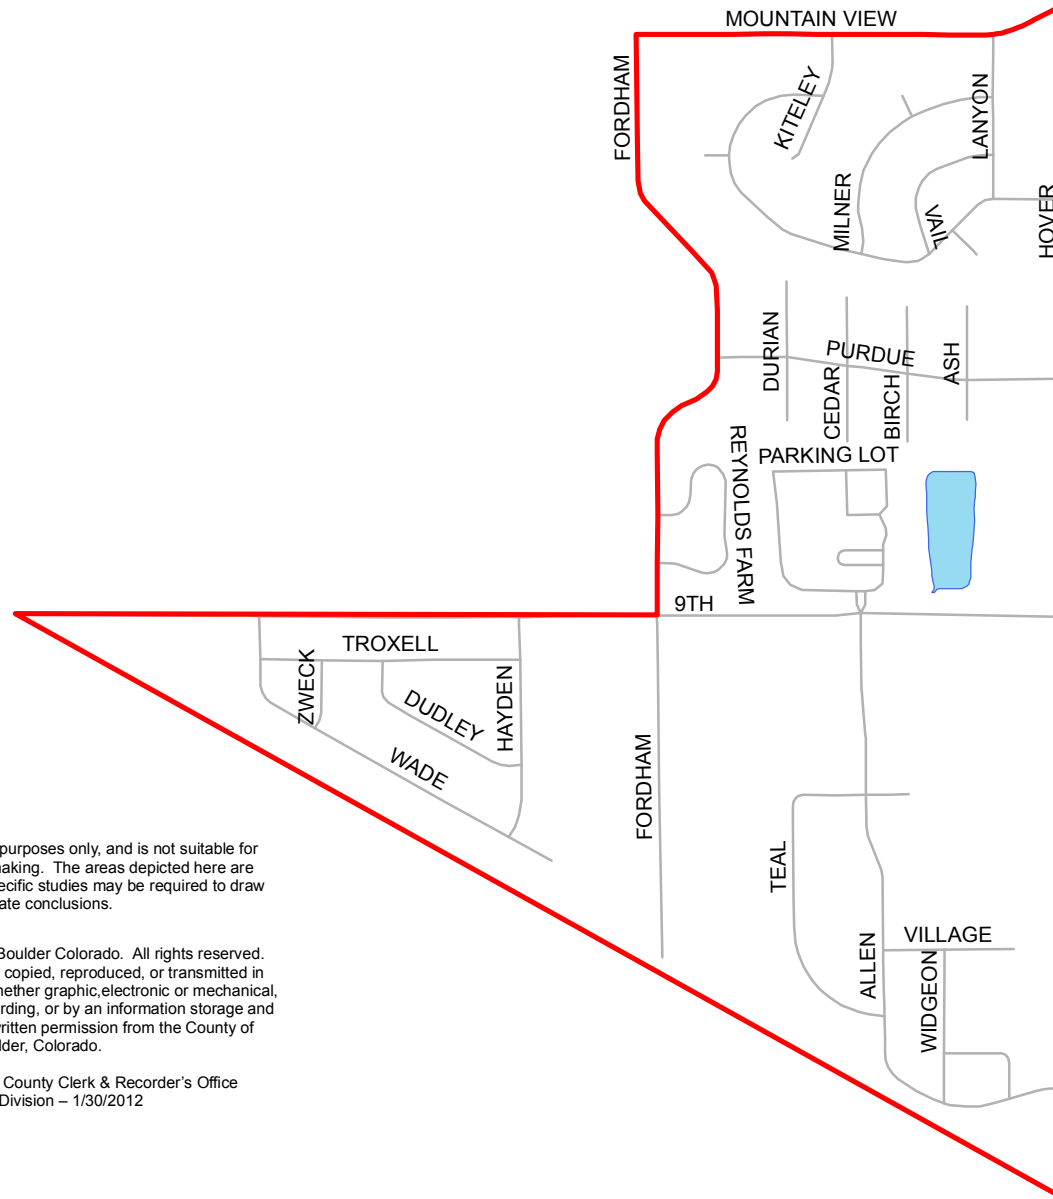 MOUNTAIN VIEW
FORDHAM
KITELEY
LANYON
MILNER
VAIL
HOVER
DURIAN
PURDUE
ASH
CEDAR
BIRCH
PARKING LOT
REYNOLDS FARM
9TH
TROXELL
ZWECK
DUDLEY
HAYDEN
WADE
FORDHAM
TEAL
ALLEN
VILLAGE
WIDGEON
purposes only, and is not suitable for
aking. The areas depicted here are
ecific studies may be required to draw
ate conclusions.
Boulder Colorado. All rights reserved.
copied, reproduced, or transmitted in
hether graphic,electronic or mechanical,
rding, or by an information storage and
written permission from the County of
lder, Colorado.
County Clerk & Recorder's Office
Division – 1/30/2012